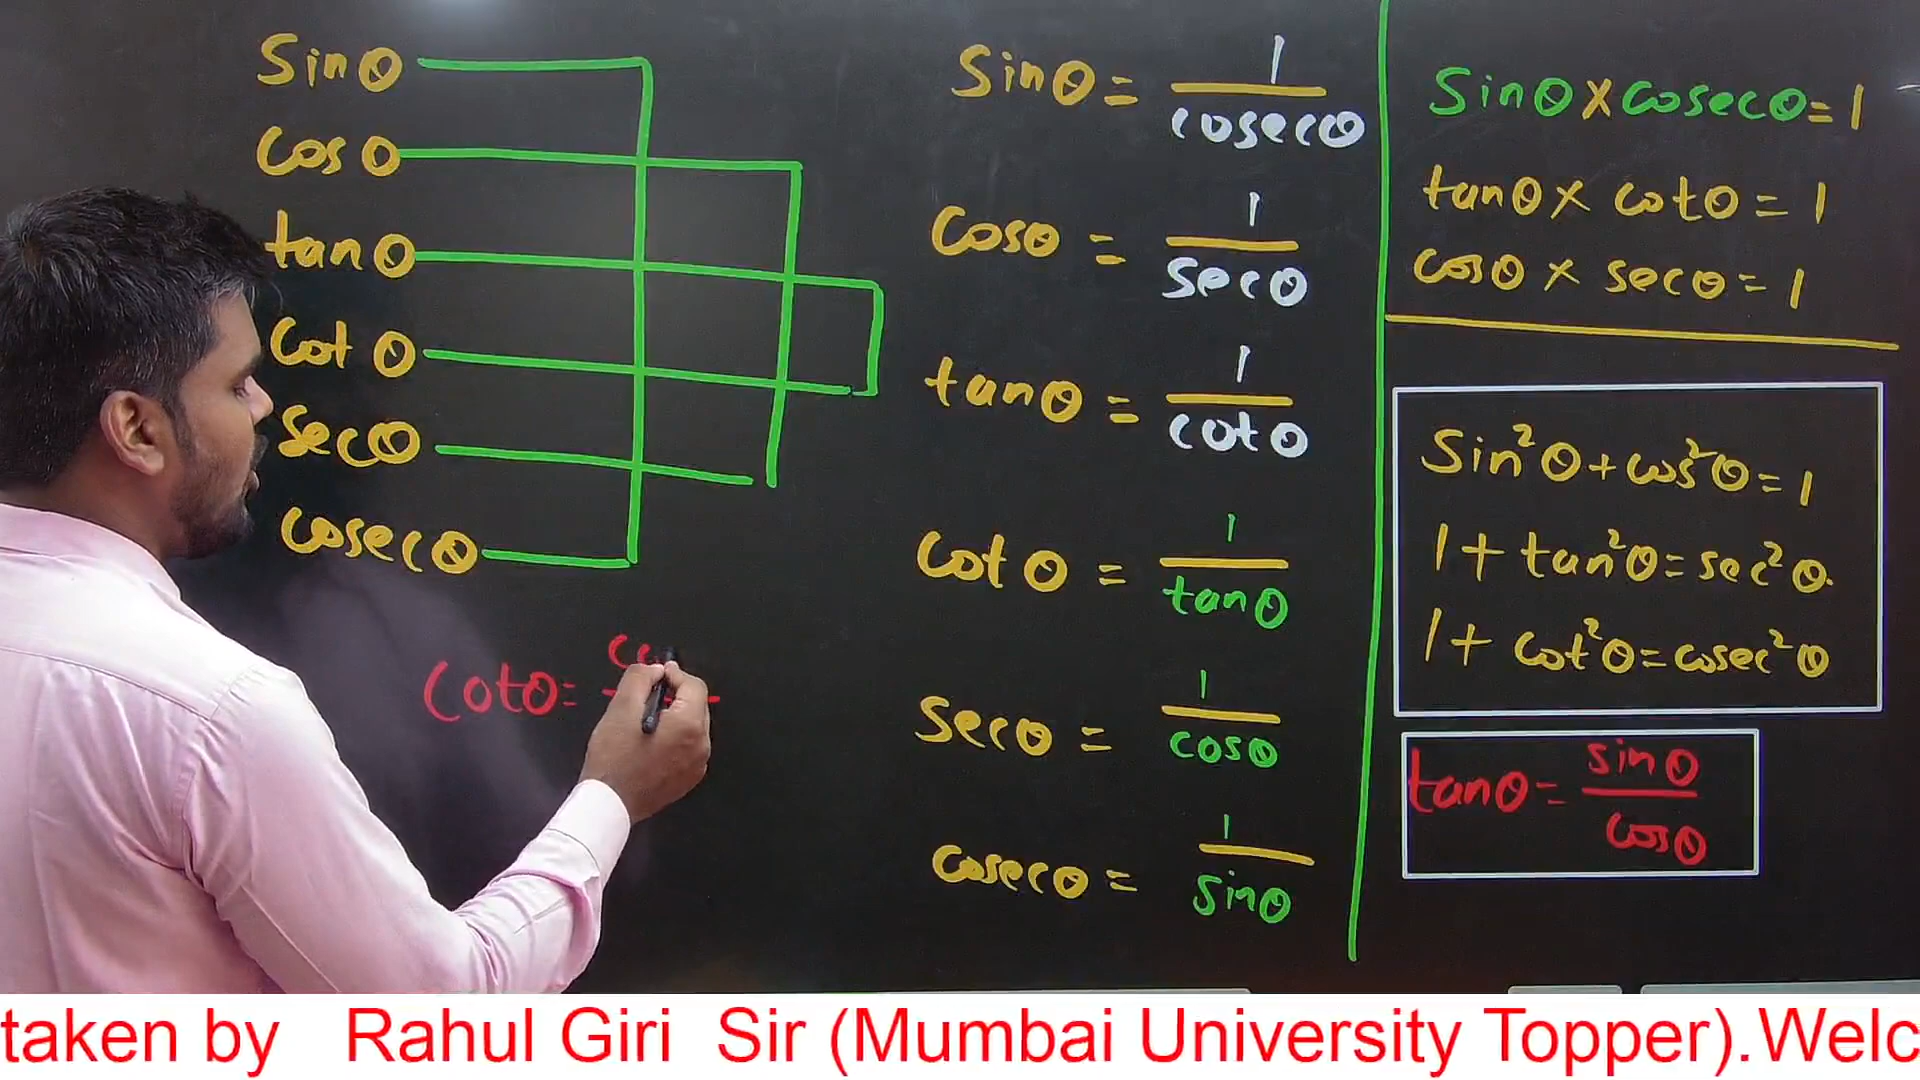 Sinθ
Cosθ
tanθ
Cot θ
Secθ
Cosecθ
Cotθ=
Sinθ = 1/cosecθ
Cosθ = 1/secθ
tanθ = 1/cotθ
Cot θ = 1/tanθ
Secθ = 1/cosθ
Cosecθ = 1/sinθ
Sinθ × Cosecθ = 1
tanθ × Cotθ = 1
Cosθ × Secθ = 1
Sin²θ + cos²θ = 1
1 + tan²θ = sec²θ.
1 + cot²θ = cosec²θ
tanθ = sinθ/cosθ
taken by Rahul Giri Sir (Mumbai University Topper).Welc